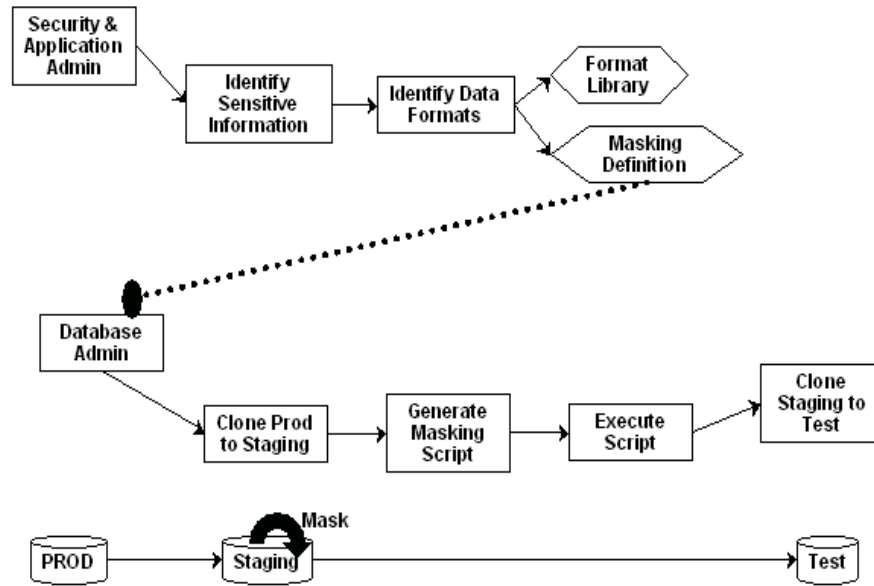 Security &
Application
Admin
Identify
Sensitive
Information
Identify Data
Formats
Format
Library
Masking
Definition
Database
Admin
Clone Prod
to Staging
Generate
Masking
Script
Execute
Script
Clone
Staging to
Test
Mask
PROD
Staging
Test